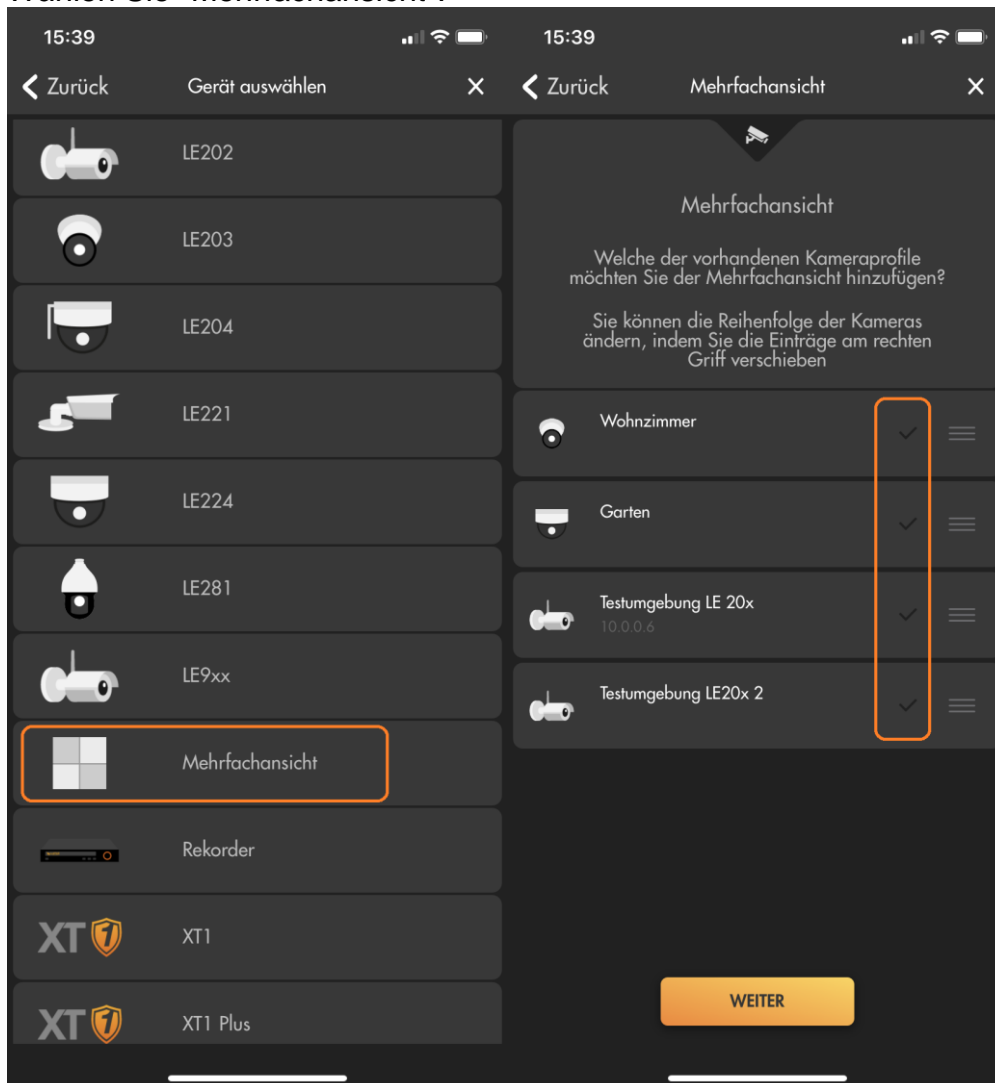 Wählen Sie "Mehrfachansicht".
15:39
Zurück
Gerät auswählen
LE202
LE203
LE204
LE221
LE224
LE281
LE9xx
Mehrfachansicht
Rekorder
XT1
XT1
XT1 Plus
15:39
Zurück
Mehrfachansicht
Mehrfachansicht
Welche der vorhandenen Kameraprofile
möchten Sie der Mehrfachansicht hinzufügen?
Sie können die Reihenfolge der Kameras
ändern, indem Sie die Einträge am rechten
Griff verschieben
Wohnzimmer
Garten
Testumgebung LE 20x
10.0.0.6
Testumgebung LE20x 2
WEITER